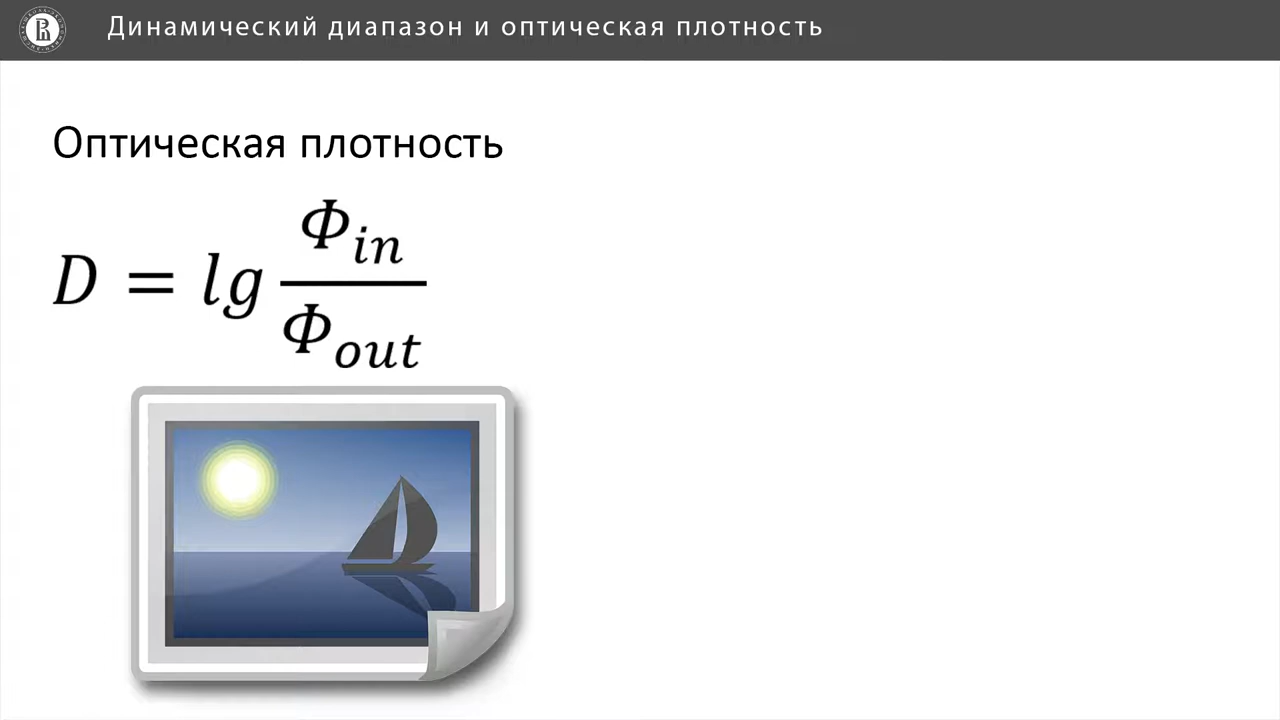 Динамический диапазон и оптическая плотность
Оптическая плотность
D = lg Φin / Φout